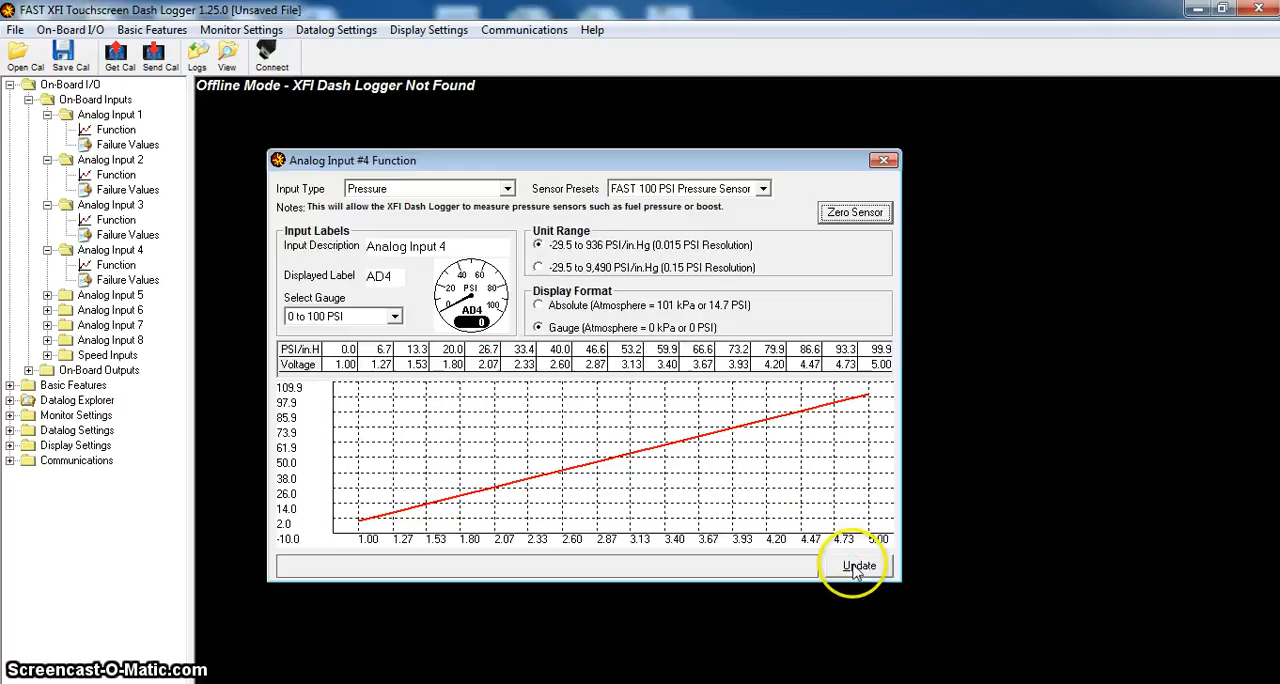 FAST XFI Touchscreen Dash Logger 1.25.0 [Unsaved File]
File On-Board I/O Basic Features Monitor Settings Datalog Settings Display Settings Communications Help
Open Cal Save Cal Get Cal Send Cal Logs View Connect
On-Board I/O
On-Board Inputs
Analog Input 1
Function
Failure Values
Analog Input 2
Function
Failure Values
Analog Input 3
Function
Failure Values
Analog Input 4
Function
Failure Values
Analog Input 5
Analog Input 6
Analog Input 7
Analog Input 8
Speed Inputs
On-Board Outputs
Basic Features
Datalog Explorer
Monitor Settings
Datalog Settings
Display Settings
Communications
Offline Mode - XFI Dash Logger Not Found
Analog Input #4 Function
Input Type Pressure Sensor Presets FAST 100 PSI Pressure Sensor
Notes: This will allow the XFI Dash Logger to measure pressure sensors such as fuel pressure or boost.
Zero Sensor
Input Labels
Input Description Analog Input 4
Displayed Label AD4
Select Gauge
0 to 100 PSI
40 60
20 PSI 80
0 100
AD4
0
Unit Range
-29.5 to 936 PSI/in.Hg (0.015 PSI Resolution)
-29.5 to 9,490 PSI/in.Hg (0.15 PSI Resolution)
Display Format
Absolute (Atmosphere = 101 kPa or 14.7 PSI)
Gauge (Atmosphere = 0 kPa or 0 PSI)
PSI/in.H 0.0 6.7 13.3 20.0 26.7 33.4 40.0 46.6 53.2 59.9 66.6 73.2 79.9 86.6 93.3 99.9
Voltage 1.00 1.27 1.53 1.80 2.07 2.33 2.60 2.87 3.13 3.40 3.67 3.93 4.20 4.47 4.73 5.00
109.9
97.9
85.9
73.9
61.9
50.0
38.0
26.0
14.0
2.0
-10.0
1.00 1.27 1.53 1.80 2.07 2.33 2.60 2.87 3.13 3.40 3.67 3.93 4.20 4.47 4.73 5.00
Update
Screencast-O-Matic.com